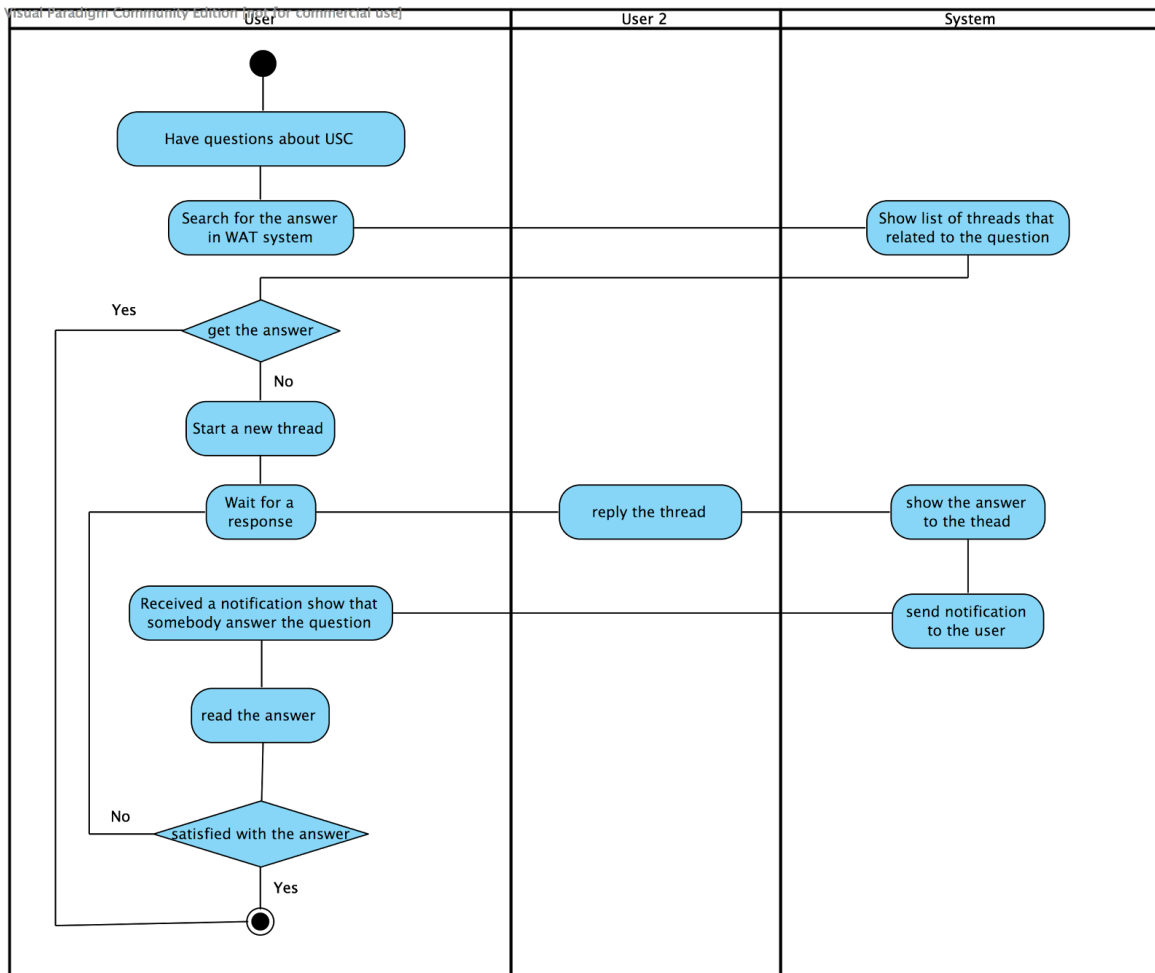 Visual Paradigm Community Edition [not for commercial use]
User
User 2
System
Have questions about USC
Search for the answer
in WAT system
Show list of threads that
related to the question
Yes
get the answer
No
Start a new thread
Wait for a
response
reply the thread
show the answer
to the thead
Received a notification show that
somebody answer the question
send notification
to the user
read the answer
No
satisfied with the answer
Yes